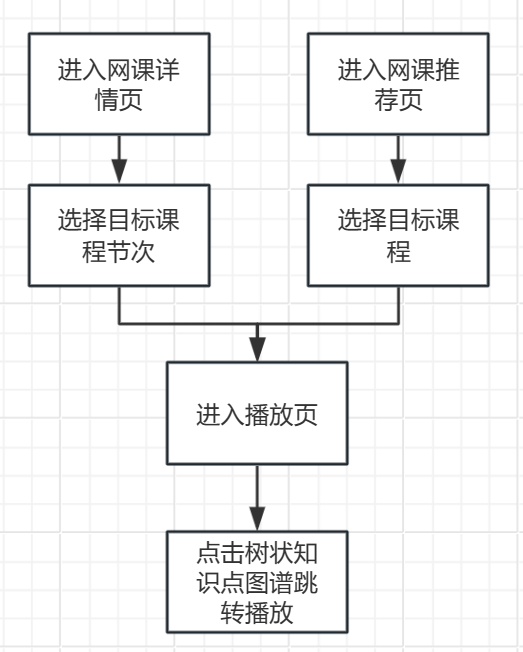 进入网课详
情页
进入网课推
荐页
选择目标课
程节次
选择目标课
程
进入播放页
点击树状知
识点图谱跳
转播放